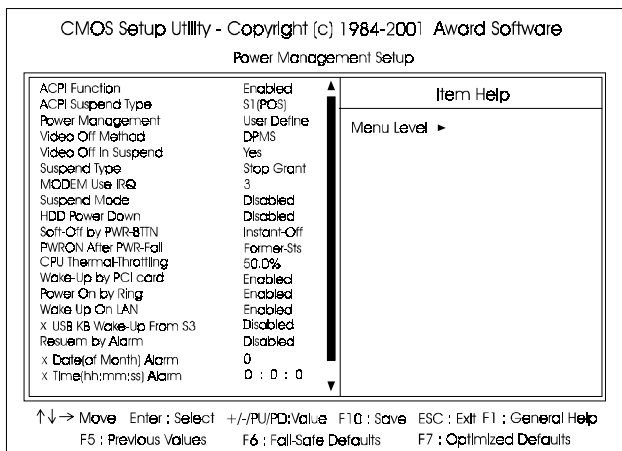 CMOS Setup Utility - Copyright (c) 1984-2001 Award Software
Power Management Setup
ACPI Function Enabled
ACPI Suspend Type S1(POS)
Power Management User Define
Video Off Method DPMS
Video Off In Suspend Yes
Suspend Type Stop Grant
MODEM Use IRQ 3
Suspend Mode Disabled
HDD Power Down Disabled
Soft-Off by PWR-BTTN Instant-Off
PWRON After PWR-Fail Former-Sts
CPU Thermal-Throttling 50.0%
Wake-Up by PCI card Enabled
Power On by Ring Enabled
Wake Up On LAN Enabled
x USB KB Wake-Up From S3 Disabled
Resuem by Alarm Disabled
x Date(of Month) Alarm 0
x Time(hh:mm:ss) Alarm 0 : 0 : 0
Item Help
Menu Level ►
↑↓→ Move Enter : Select +/-/PU/PD:Value F10 : Save ESC : Exit F1 : General Help
F5 : Previous Values F6 : Fail-Safe Defaults F7 : Optimized Defaults